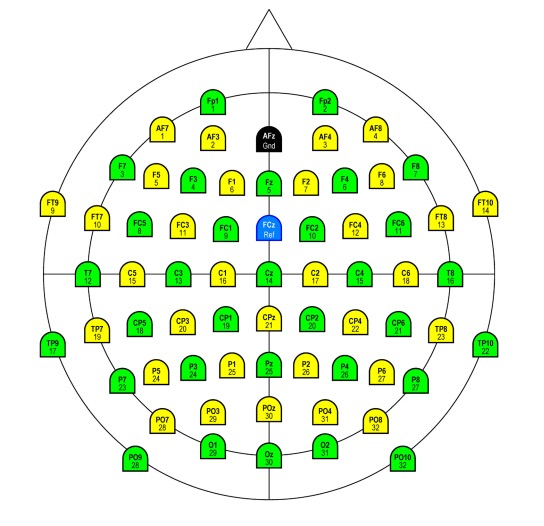 Fp1
1
Fp2
2
AF7
1
AF3
2
AFz
Gnd
AF4
3
AF8
4
F7
3
F5
5
F3
4
F1
6
Fz
5
F2
7
F4
6
F6
8
F8
7
FT9
9
FT7
10
FC5
8
FC3
11
FC1
9
FCz
Ref
FC2
10
FC4
12
FC6
11
FT8
13
FT10
14
T7
12
C5
15
C3
13
C1
16
Cz
14
C2
17
C4
15
C6
18
T8
16
TP9
17
TP7
19
CP5
18
CP3
20
CP1
19
CPz
21
CP2
20
CP4
22
CP6
21
TP8
23
TP10
22
P7
23
P5
24
P3
24
P1
25
Pz
25
P2
26
P4
26
P6
27
P8
27
PO7
28
PO3
29
POz
30
PO4
31
PO8
32
PO9
28
O1
29
Oz
30
O2
31
PO10
32